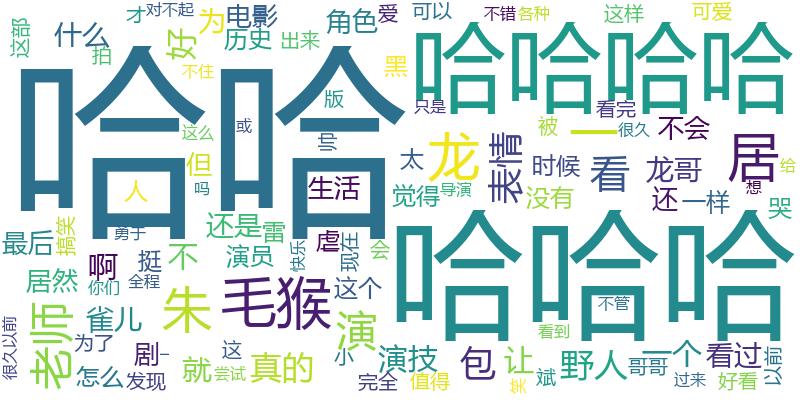 这部
才
对不起
电影
爱
可以
不错
各种
这样
可爱
什么
好
为
角色
历史
出来
拍
不住
黑
哈哈哈哈
看完
哈哈
版
只是
这么
或
帅
被
一
很久
不会
龙
表情
居
但
吗
太
时候
看
龙哥
人
生活
觉得
导演
没有
还
一样
想
给
哭
最后
搞笑
勇于
还是
雷
虐
现在
会
哈哈哈
啊
挺
不
演员
快乐
居然
你们
全程
毛猴
这个
不管
老师
雀儿
朱
演
看到
很久以前
为了
剧
一
就
这
小
演技
包
让
野人
一个
看过
以前
怎么
发现
尝试
真的
完全
值得
笑
斌
哥哥
过来
好看